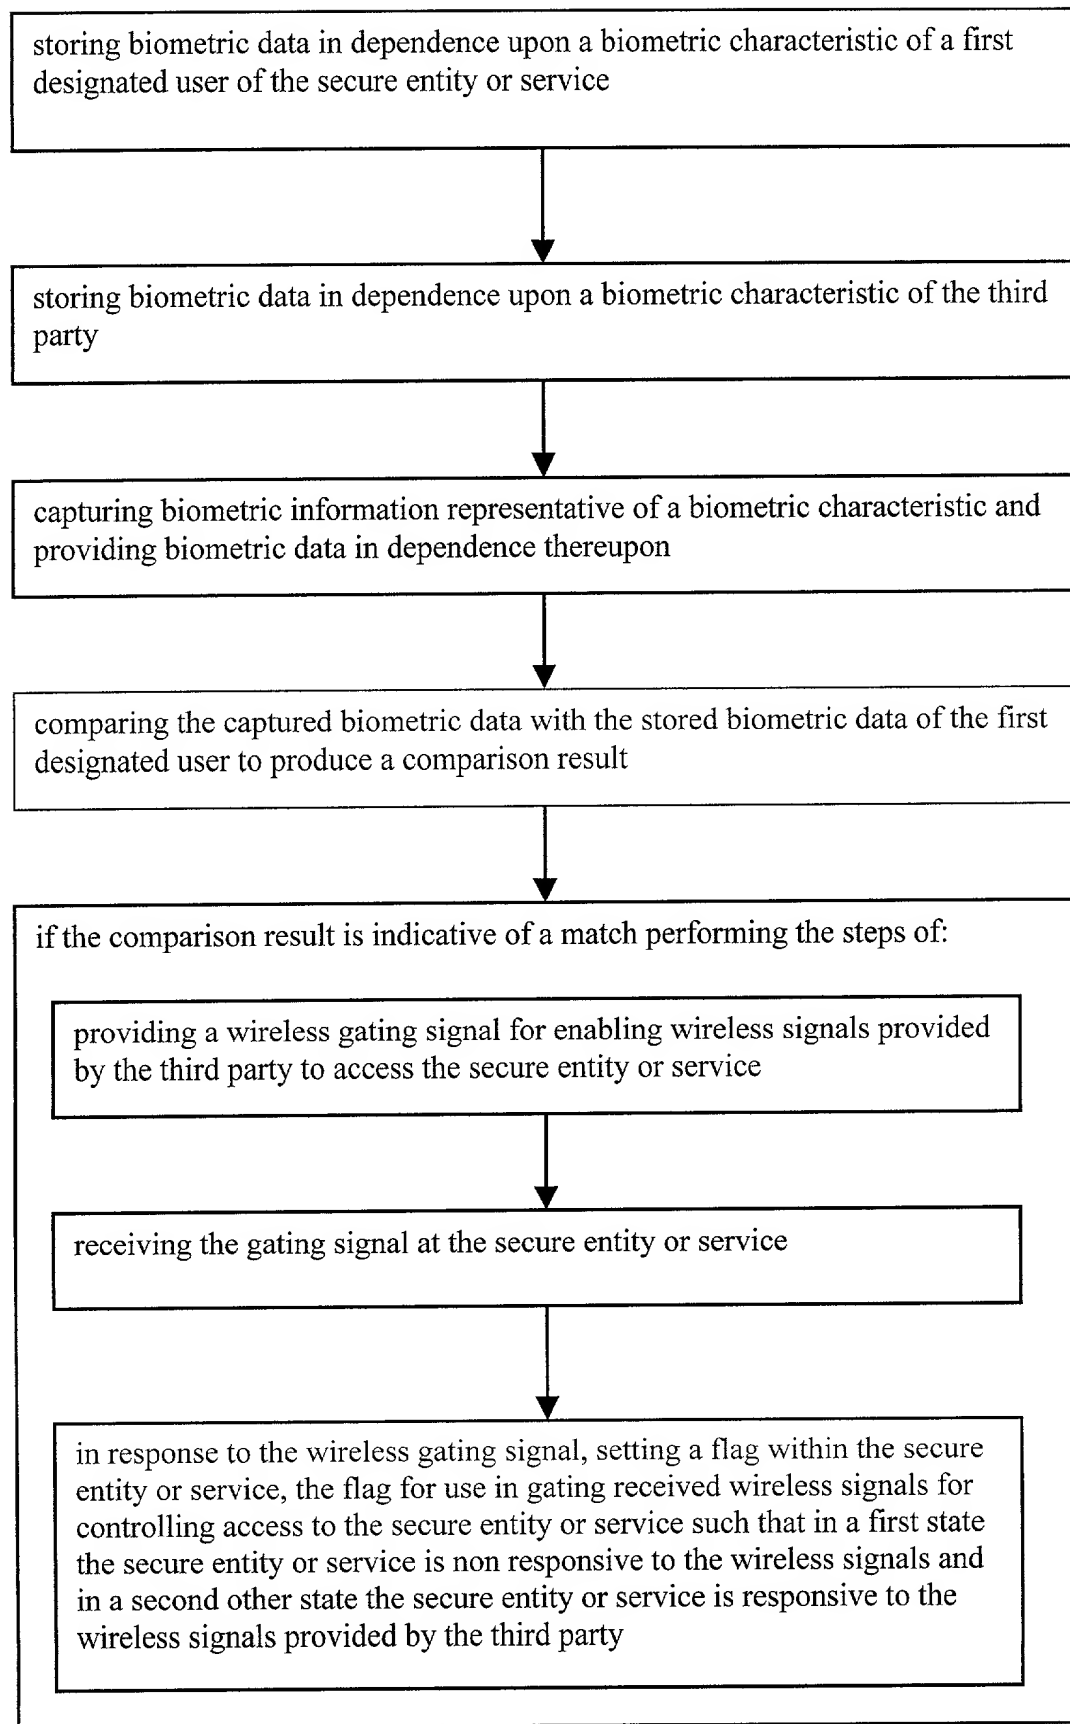 storing biometric data in dependence upon a biometric characteristic of a first
designated user of the secure entity or service
storing biometric data in dependence upon a biometric characteristic of the third
party
capturing biometric information representative of a biometric characteristic and
providing biometric data in dependence thereupon
comparing the captured biometric data with the stored biometric data of the first
designated user to produce a comparison result
if the comparison result is indicative of a match performing the steps of:
providing a wireless gating signal for enabling wireless signals provided
by the third party to access the secure entity or service
receiving the gating signal at the secure entity or service
in response to the wireless gating signal, setting a flag within the secure
entity or service, the flag for use in gating received wireless signals for
controlling access to the secure entity or service such that in a first state
the secure entity or service is non responsive to the wireless signals and
in a second other state the secure entity or service is responsive to the
wireless signals provided by the third party